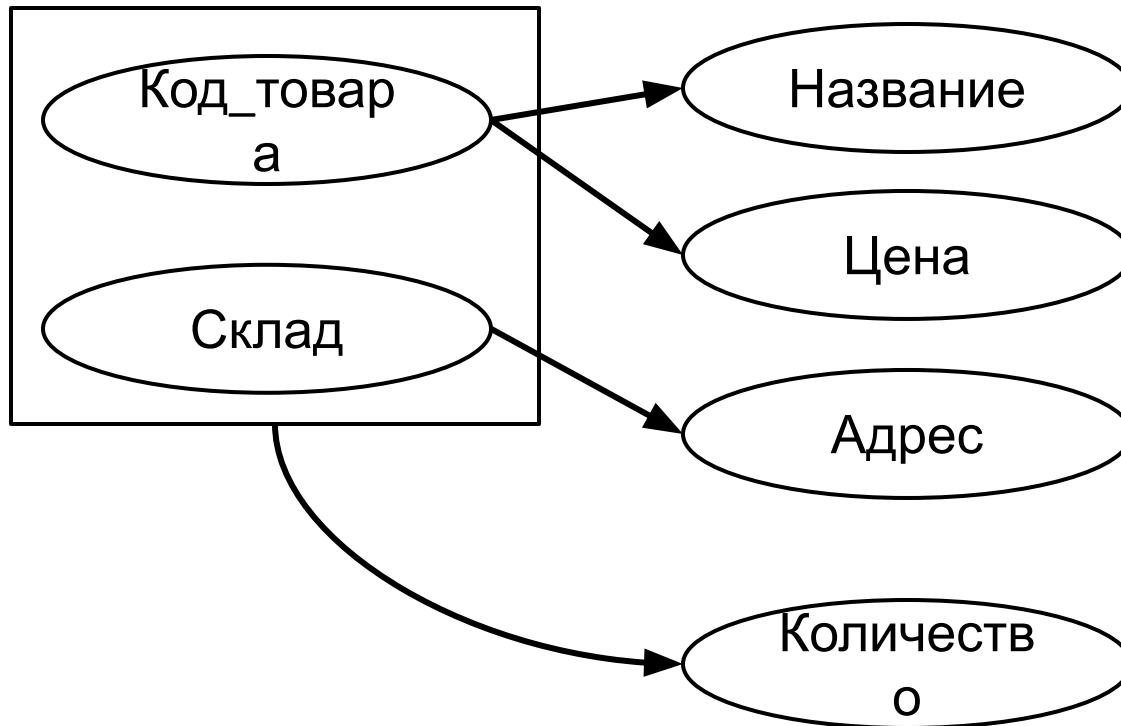 Код_товар
а
Название
Цена
Склад
Адрес
Количеств
о